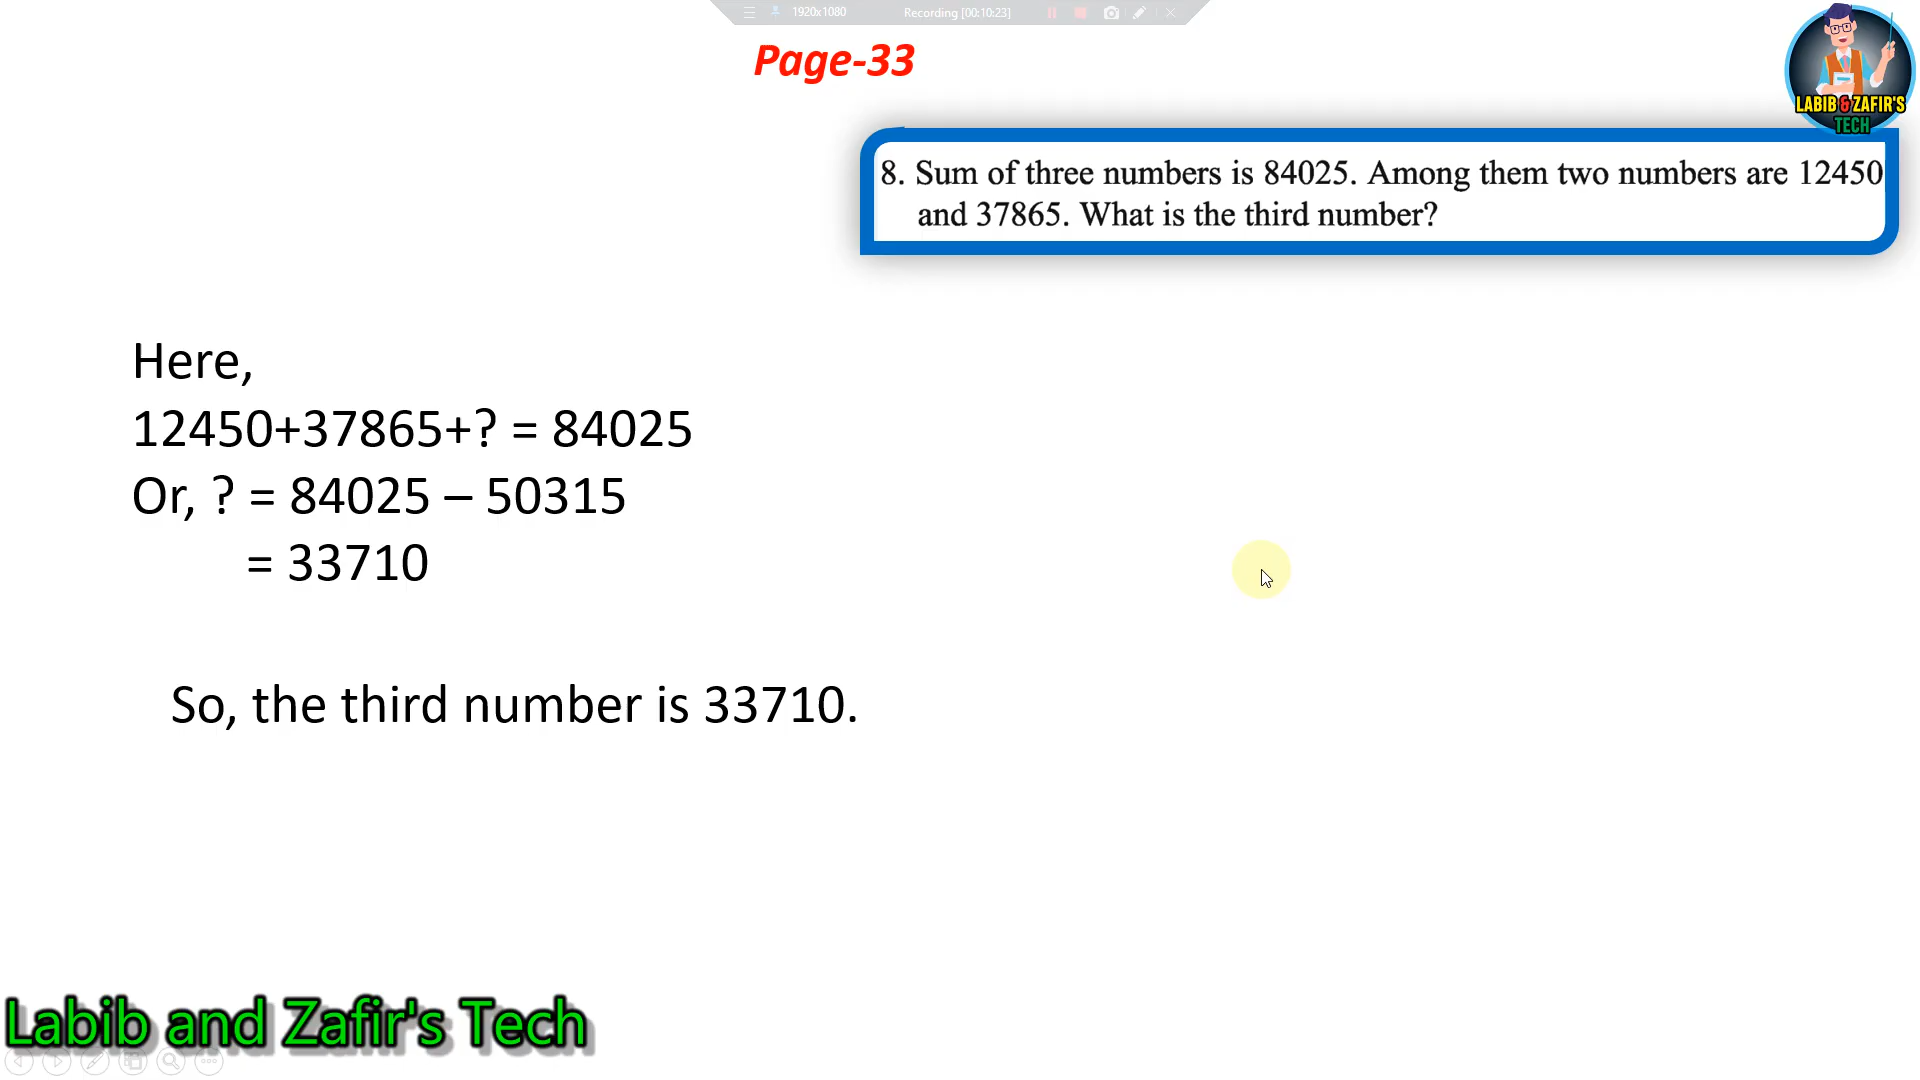 1920x1080 Recording [00:10:23]
Page-33
LABIB & ZAFIR'S
TECH
8. Sum of three numbers is 84025. Among them two numbers are 12450
and 37865. What is the third number?
Here,
12450+37865+? = 84025
Or, ? = 84025 – 50315
= 33710
So, the third number is 33710.
Labib and Zafir's Tech